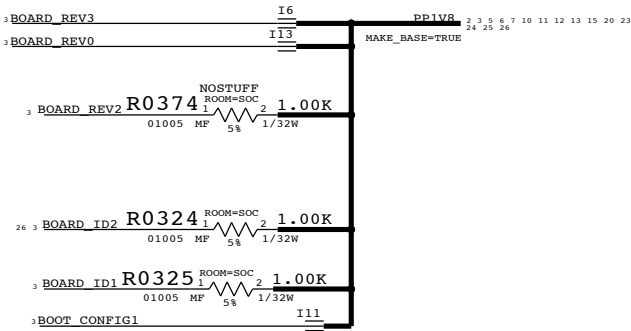 3 BOARD_REV3 I6 PP1V8 2 3 5 6 7 10 11 12 13 15 20 23
24 25 26
3 BOARD_REV0 I13 MAKE_BASE=TRUE
NOSTUFF
ROOM=SOC
3 BOARD_REV2 R0374 1 2 1.00K
01005 MF 5% 1/32W
ROOM=SOC
26 3 BOARD_ID2 R0324 1 2 1.00K
01005 MF 5% 1/32W
ROOM=SOC
3 BOARD_ID1 R0325 1 2 1.00K
01005 MF 5% 1/32W
3 BOOT_CONFIG1 I11